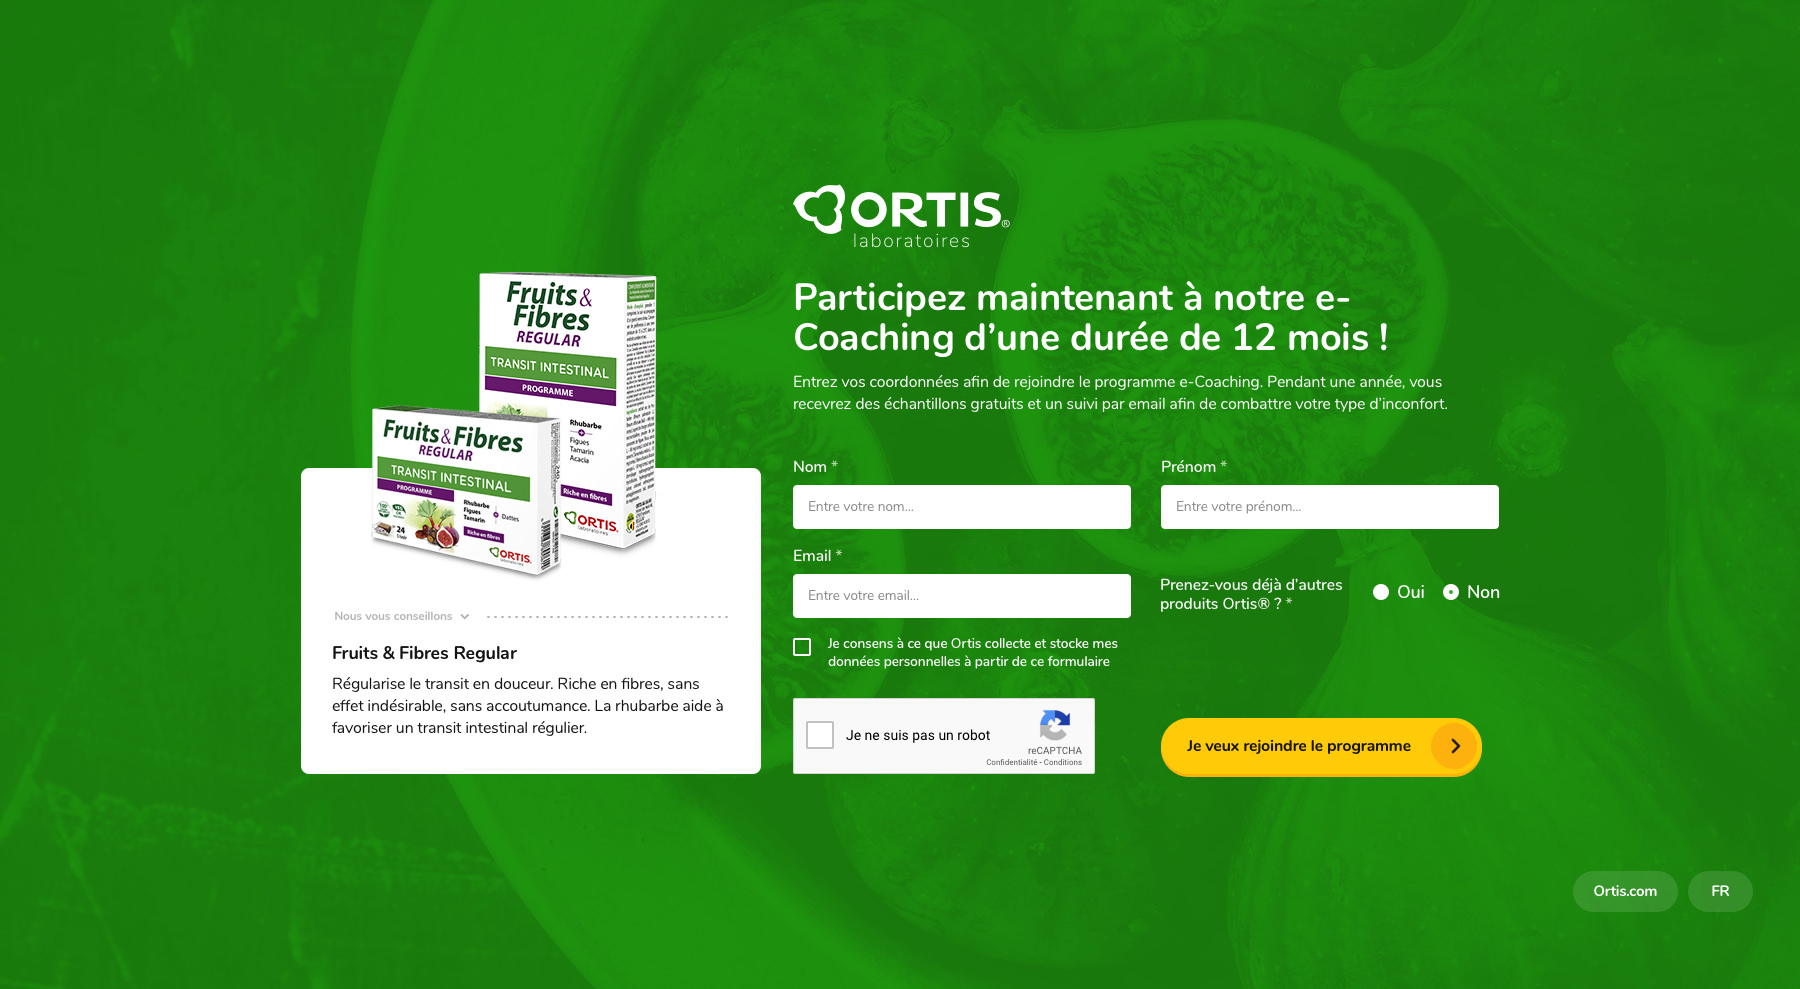 ORTIS®
laboratoires
Participez maintenant à notre e-
Coaching d’une durée de 12 mois !
Entrez vos coordonnées afin de rejoindre le programme e-Coaching. Pendant une année, vous
recevrez des échantillons gratuits et un suivi par email afin de combattre votre type d’inconfort.
Fruits &
Fibres
REGULAR
TRANSIT INTESTINAL
PROGRAMME
Rhubarbe
+
Figues
Tamarin
Acacia
Riche en fibres
ORTIS.
laboratoires
Fruits & Fibres
REGULAR
TRANSIT INTESTINAL
PROGRAMME
Rhubarbe
Figues
Tamarin
+ Dattes
24
Riche en fibres
ORTIS.
Nous vous conseillons
Fruits & Fibres Regular
Régularise le transit en douceur. Riche en fibres, sans
effet indésirable, sans accoutumance. La rhubarbe aide à
favoriser un transit intestinal régulier.
Nom *
Entre votre nom...
Prénom *
Entre votre prénom...
Email *
Entre votre email...
Prenez-vous déjà d’autres
produits Ortis® ? *
Oui
Non
Je consens à ce que Ortis collecte et stocke mes
données personnelles à partir de ce formulaire
Je ne suis pas un robot
reCAPTCHA
Confidentialité - Conditions
Je veux rejoindre le programme
Ortis.com
FR